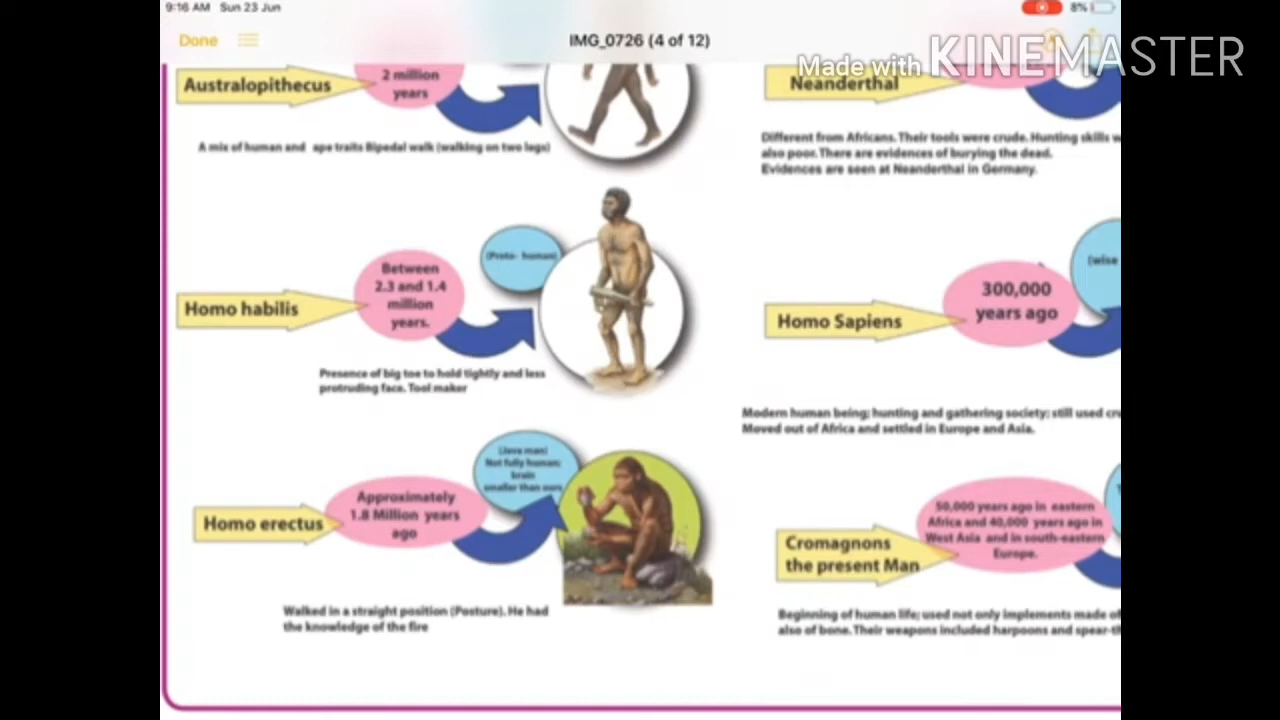 9:16 AM Sun 23 Jun
8%
Done
IMG_0726 (4 of 12)
Made with KINEMASTER
Australopithecus
2 million
years
A mix of human and ape traits Bipedal walk (walking on two legs)
Homo habilis
Between
2.3 and 1.4
million
years.
(Proto- human)
Presence of big toe to hold tightly and less
protruding face. Tool maker
Homo erectus
Approximately
1.8 Million years
ago
(Java man)
Not fully human;
brain
smaller than ours
Walked in a straight position (Posture). He had
the knowledge of the fire
Neanderthal
Different from Africans. Their tools were crude. Hunting skills w
also poor. There are evidences of burying the dead.
Evidences are seen at Neanderthal in Germany.
Homo Sapiens
300,000
years ago
(wise
Modern human being; hunting and gathering society; still used cr
Moved out of Africa and settled in Europe and Asia.
Cromagnons
the present Man
50,000 years ago in eastern
Africa and 40,000 years ago in
West Asia and in south-eastern
Europe.
Beginning of human life; used not only implements made of
also of bone. Their weapons included harpoons and spear-